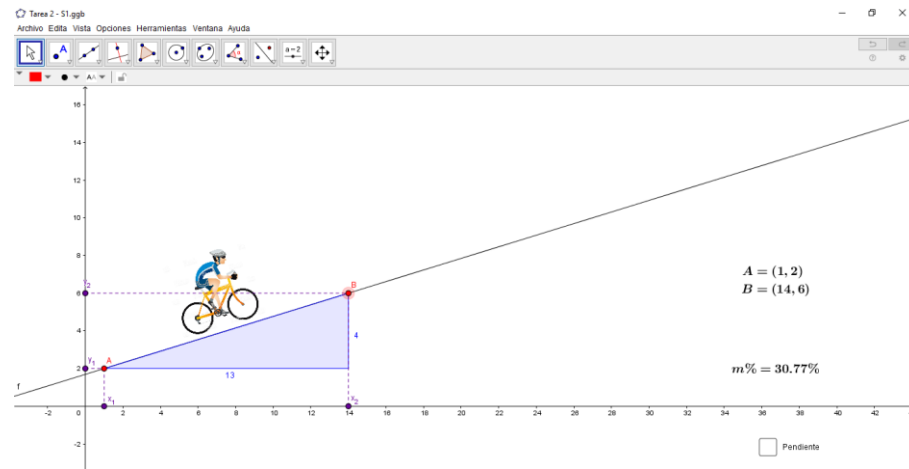 Tarea 2 - S1.ggb
Archivo Edita Vista Opciones Herramientas Ventana Ayuda
A
a=2
AA
16
14
12
10
8
6
4
2
0
-2
y₂
y₁
A
B
4
13
f
x₁
x₂
-2 0 2 4 6 8 10 12 14 16 18 20 22 24 26 28 30 32 34 36 38 40 42
A = (1, 2)
B = (14, 6)
m% = 30.77%
Pendiente